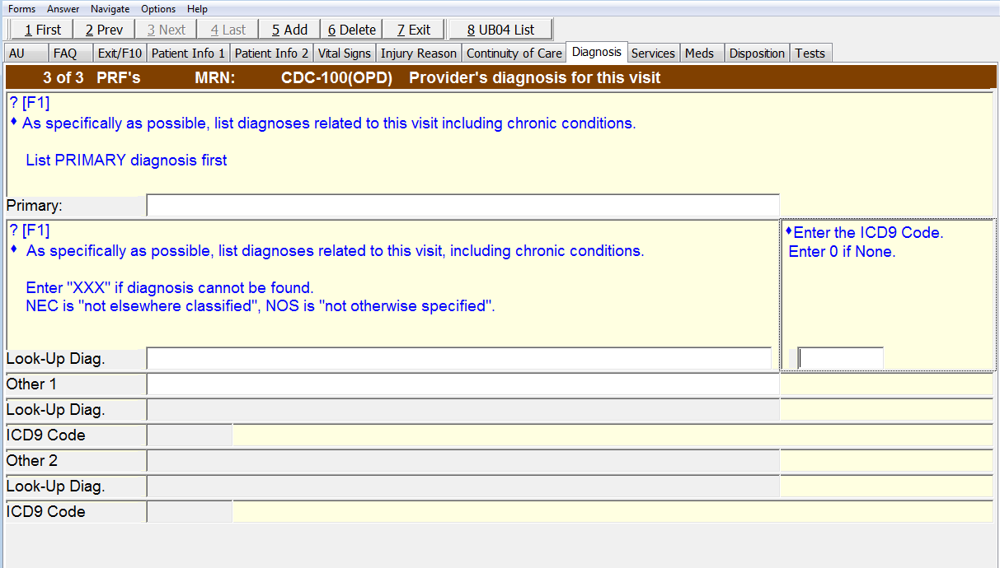 Forms Answer Navigate Options Help
1 First 2 Prev 3 Next 4 Last 5 Add 6 Delete 7 Exit 8 UB04 List
AU FAQ Exit/F10 Patient Info 1 Patient Info 2 Vital Signs Injury Reason Continuity of Care Diagnosis Services Meds Disposition Tests
3 of 3 PRF's MRN: CDC-100(OPD) Provider's diagnosis for this visit
? [F1]
♦ As specifically as possible, list diagnoses related to this visit including chronic conditions.
List PRIMARY diagnosis first
Primary:
? [F1]
♦ As specifically as possible, list diagnoses related to this visit, including chronic conditions.
Enter "XXX" if diagnosis cannot be found.
NEC is "not elsewhere classified", NOS is "not otherwise specified".
♦Enter the ICD9 Code.
Enter 0 if None.
Look-Up Diag.
Other 1
Look-Up Diag.
ICD9 Code
Other 2
Look-Up Diag.
ICD9 Code